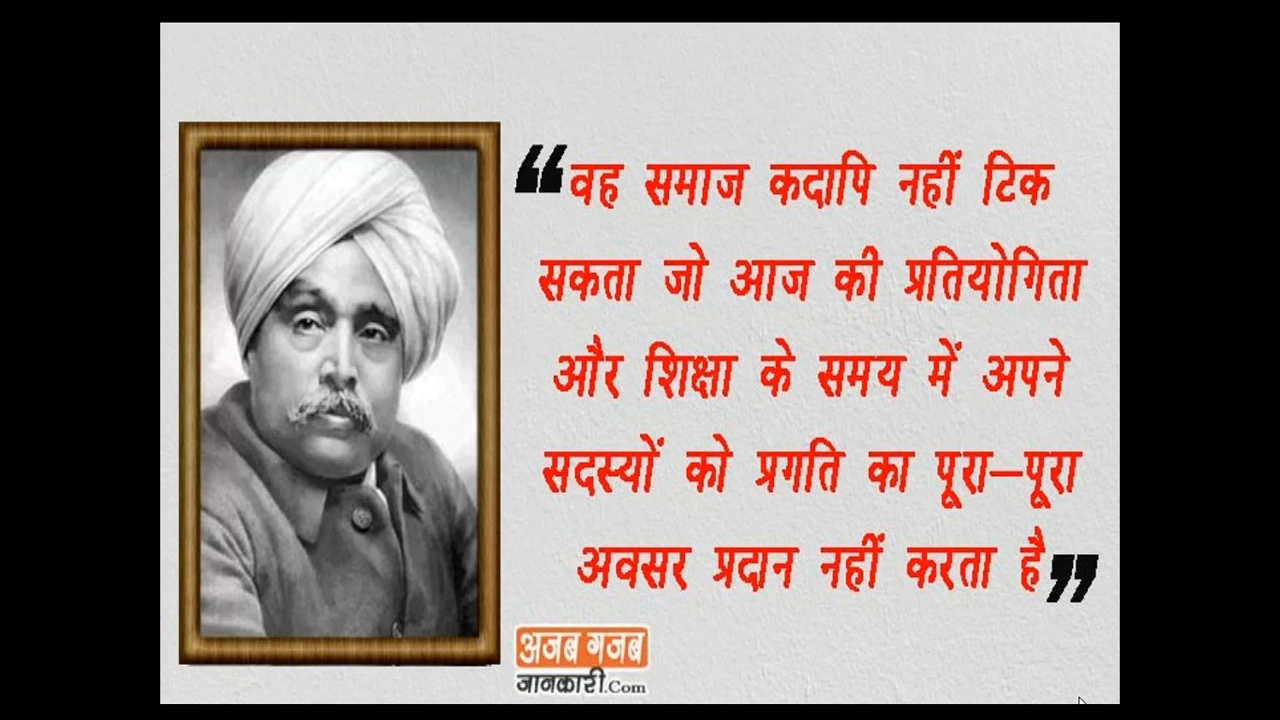 “वह समाज कदापि नहीं टिक
सकता जो आज की प्रतियोगिता
और शिक्षा के समय में अपने
सदस्यों को प्रगति का पूरा–पूरा
अवसर प्रदान नहीं करता है”
अजब गजब
जानकारी.Com